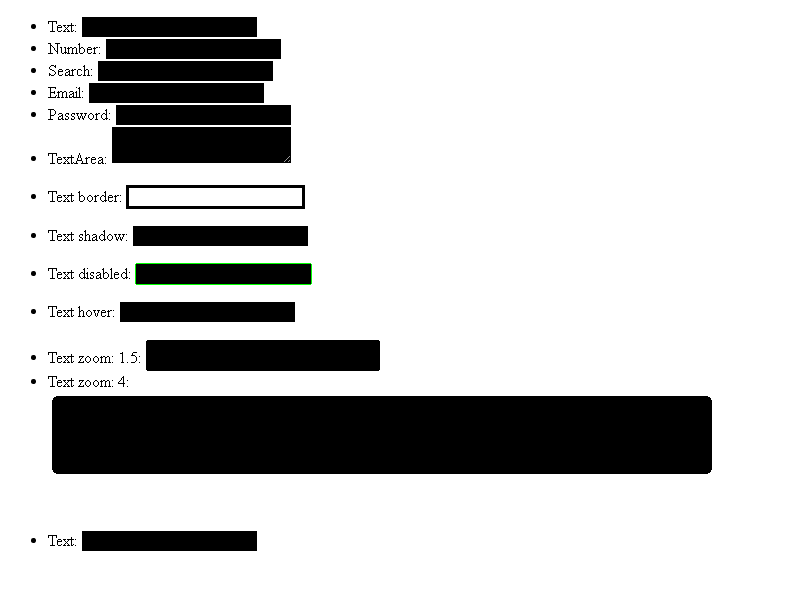 Text:
Number:
Search:
Email:
Password:
TextArea:
Text border:
Text shadow:
Text disabled:
Text hover:
Text zoom: 1.5:
Text zoom: 4:
Text: